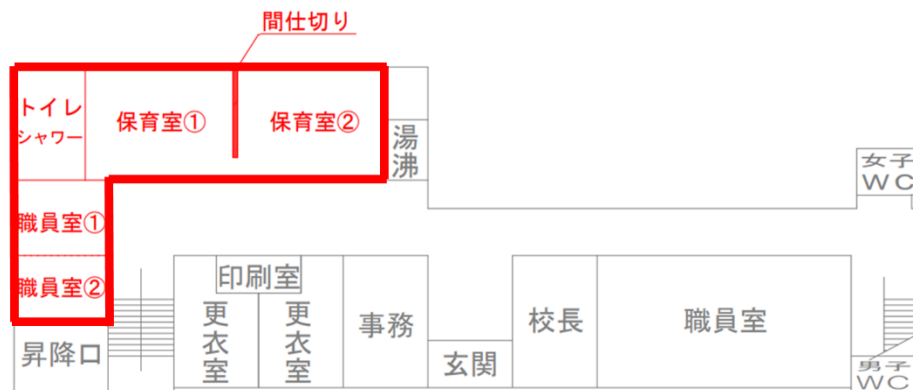 間仕切り
トイレ
シャワー
保育室①
保育室②
湯沸
女子
WC
職員室①
職員室②
印刷室
更衣室
更衣室
事務
校長
職員室
昇降口
玄関
男子
WC